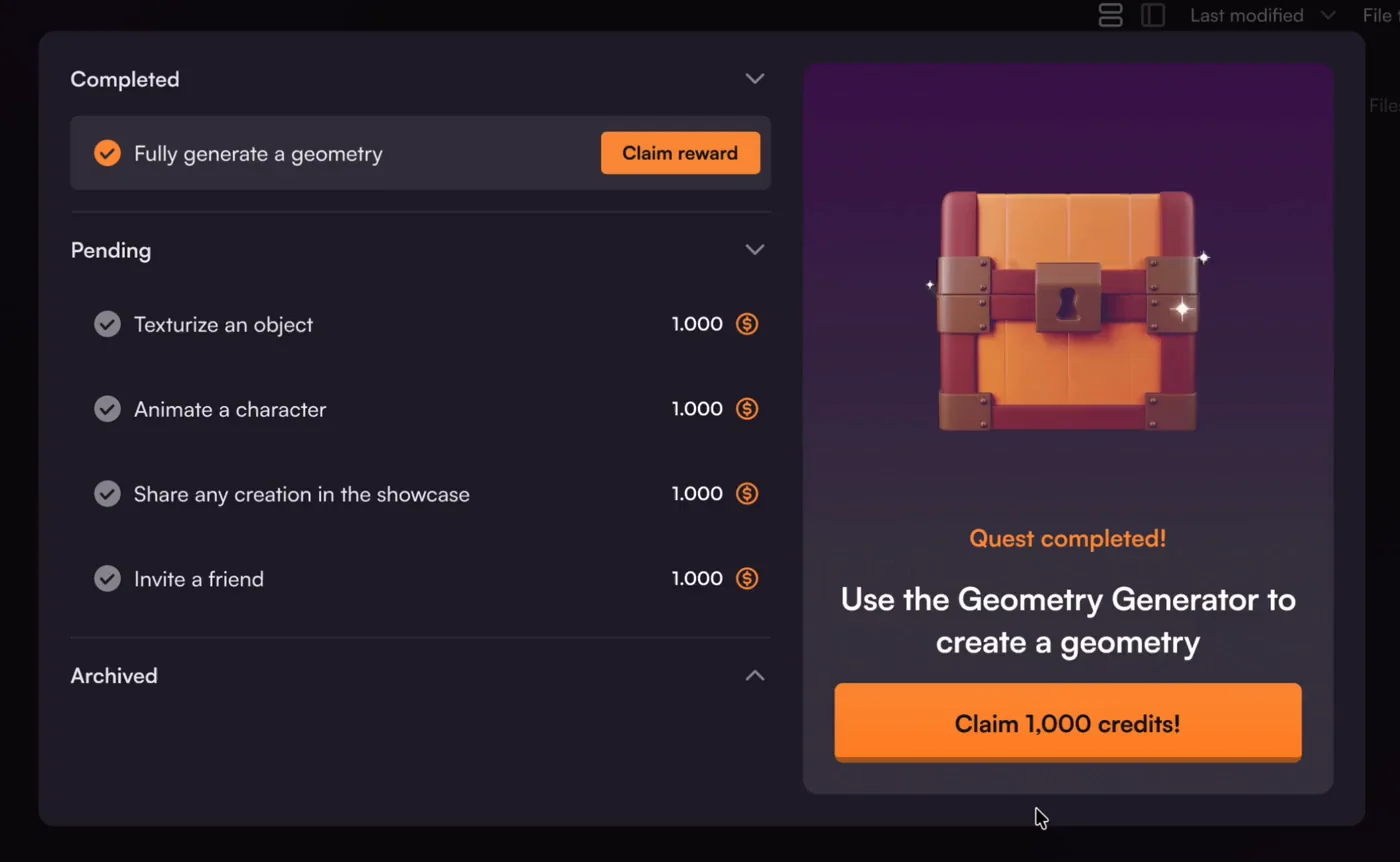 Last modified
File
Files
Completed
Fully generate a geometry
Claim reward
Pending
Texturize an object
1.000
Animate a character
1.000
Share any creation in the showcase
1.000
Invite a friend
1.000
Archived
Quest completed!
Use the Geometry Generator to
create a geometry
Claim 1,000 credits!